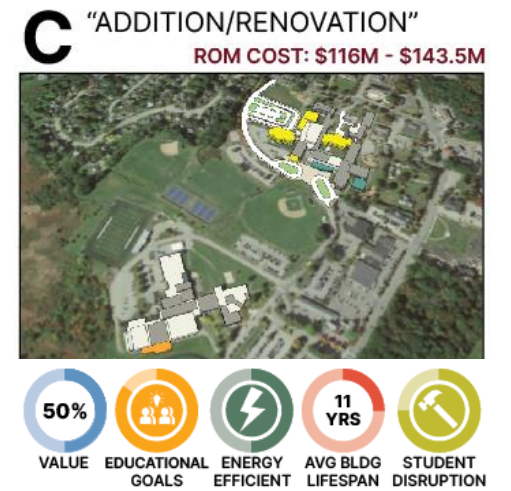 C "ADDITION/RENOVATION"
ROM COST: $116M - $143.5M
50%
11
YRS
VALUE
EDUCATIONAL
GOALS
ENERGY
EFFICIENT
AVG BLDG
LIFESPAN
STUDENT
DISRUPTION